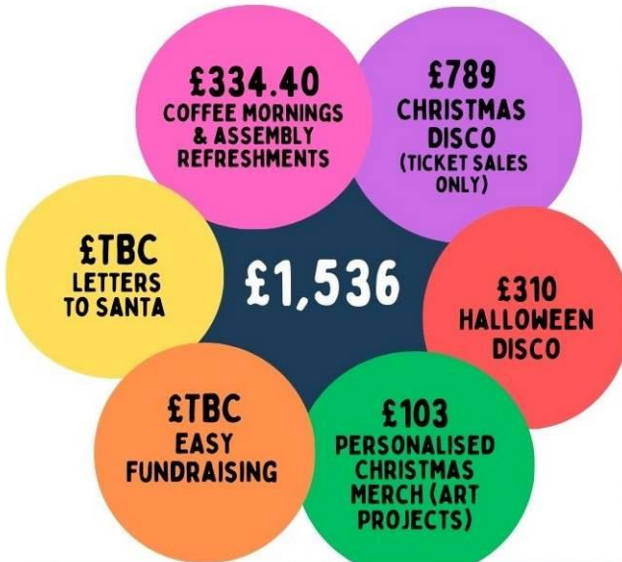 £334.40
COFFEE MORNINGS
& ASSEMBLY
REFRESHMENTS
£789
CHRISTMAS
DISCO
(TICKET SALES
ONLY)
£TBC
LETTERS
TO SANTA
£1,536
£310
HALLOWEEN
DISCO
£TBC
EASY
FUNDRAISING
£103
PERSONALISED
CHRISTMAS
MERCH (ART
PROJECTS)